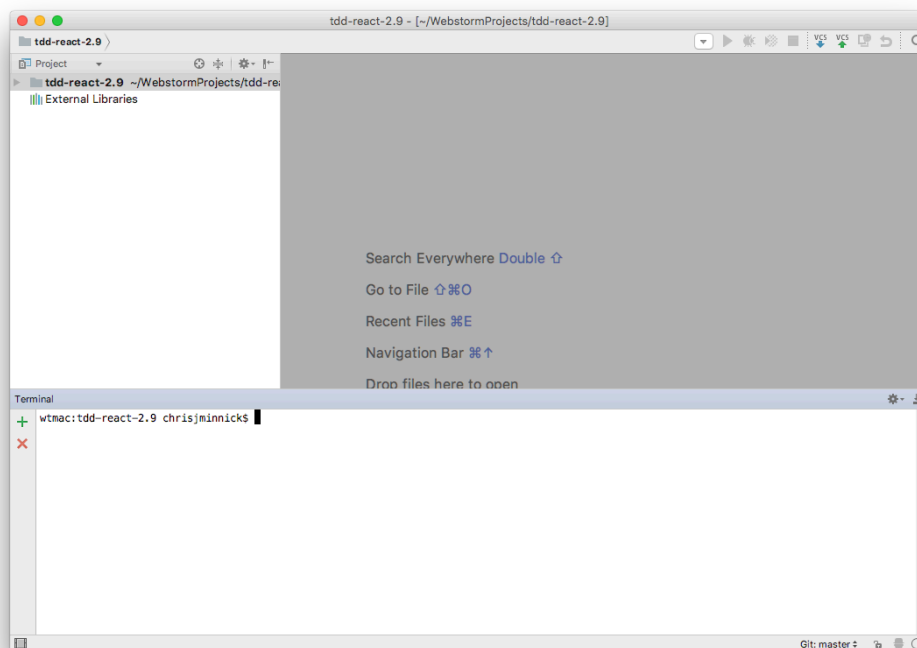 tdd-react-2.9 - [~/WebstormProjects/tdd-react-2.9]
tdd-react-2.9
VCS VCS
Project
tdd-react-2.9 ~/WebstormProjects/tdd-rea
External Libraries
Search Everywhere Double ⇧
Go to File ⇧⌘O
Recent Files ⌘E
Navigation Bar ⌘↑
Drop files here to open
Terminal
wtmac:tdd-react-2.9 chrisjminnick$
Git: master